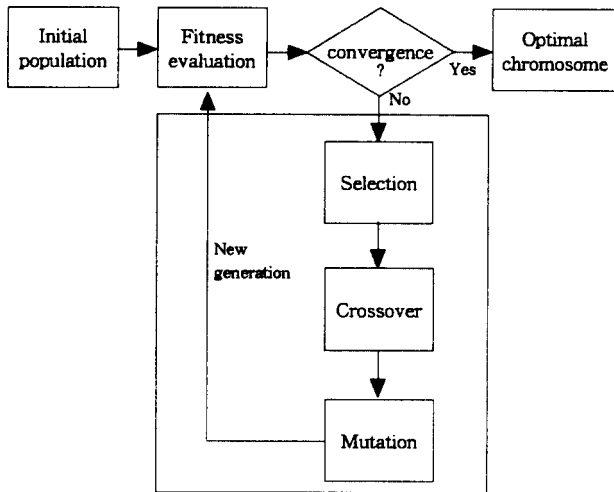 Initial
population
Fitness
evaluation
convergence
?
Yes
Optimal
chromosome
No
Selection
New
generation
Crossover
Mutation